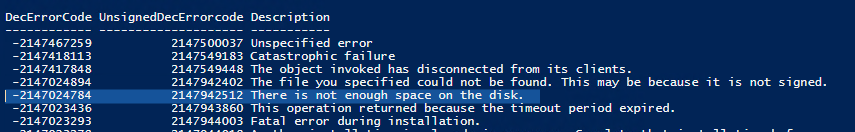 DecErrorCode UnsignedDecErrorcode Description
------------ -------------------- -----------
-2147467259 2147500037 Unspecified error
-2147418113 2147549183 Catastrophic failure
-2147417848 2147549448 The object invoked has disconnected from its clients.
-2147024894 2147942402 The file you specified could not be found. This may be because it is not signed.
-2147024784 2147942512 There is not enough space on the disk.
-2147023436 2147943860 This operation returned because the timeout period expired.
-2147023293 2147944003 Fatal error during installation.